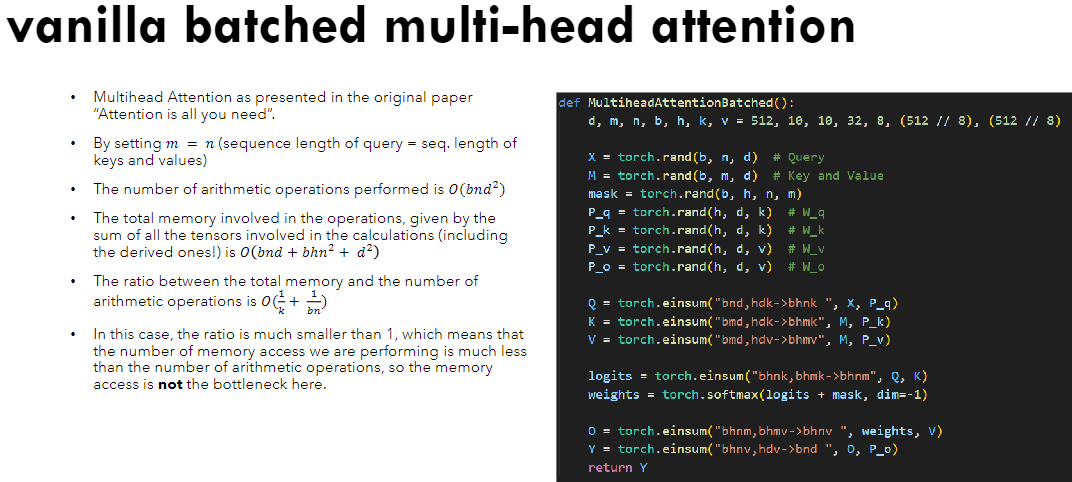 vanilla batched multi-head attention
• Multihead Attention as presented in the original paper
"Attention is all you need".
• By setting m = n (sequence length of query = seq. length of
keys and values)
• The number of arithmetic operations performed is O(bnd²)
• The total memory involved in the operations, given by the
sum of all the tensors involved in the calculations (including
the derived ones!) is O(bnd + bhn² + d²)
• The ratio between the total memory and the number of
arithmetic operations is O(1/k + 1/bn)
• In this case, the ratio is much smaller than 1, which means that
the number of memory access we are performing is much less
than the number of arithmetic operations, so the memory
access is not the bottleneck here.
def MultiheadAttentionBatched():
d, m, n, b, h, k, v = 512, 10, 10, 32, 8, (512 // 8), (512 // 8)
X = torch.rand(b, n, d) # Query
M = torch.rand(b, m, d) # Key and Value
mask = torch.rand(b, h, n, m)
P_q = torch.rand(h, d, k) # W_q
P_k = torch.rand(h, d, k) # W_k
P_v = torch.rand(h, d, v) # W_v
P_o = torch.rand(h, d, v) # W_o
Q = torch.einsum("bnd,hdk->bhnk ", X, P_q)
K = torch.einsum("bmd,hdk->bhmk", M, P_k)
V = torch.einsum("bmd,hdv->bhmv", M, P_v)
logits = torch.einsum("bhnk,bhmk->bhnm", Q, K)
weights = torch.softmax(logits + mask, dim=-1)
O = torch.einsum("bhnm,bhmv->bhnv ", weights, V)
Y = torch.einsum("bhnv,hdv->bnd ", O, P_o)
return Y